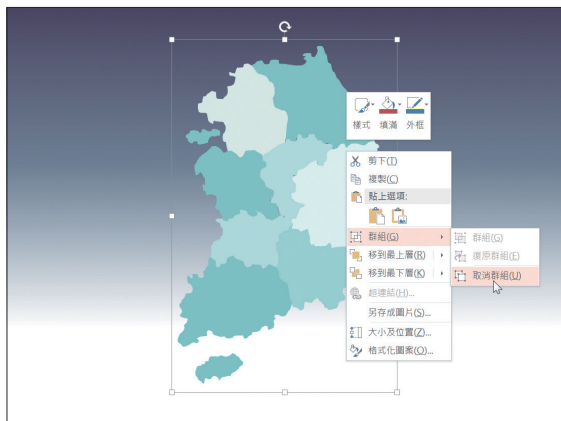 樣式 填滿 外框
剪下(T)
複製(C)
貼上選項:
群組(G)
移到最上層(R)
移到最下層(K)
超連結(H)...
另存成圖片(S)...
大小及位置(Z)...
格式化圖案(O)...
群組(G)
復原群組(E)
取消群組(U)